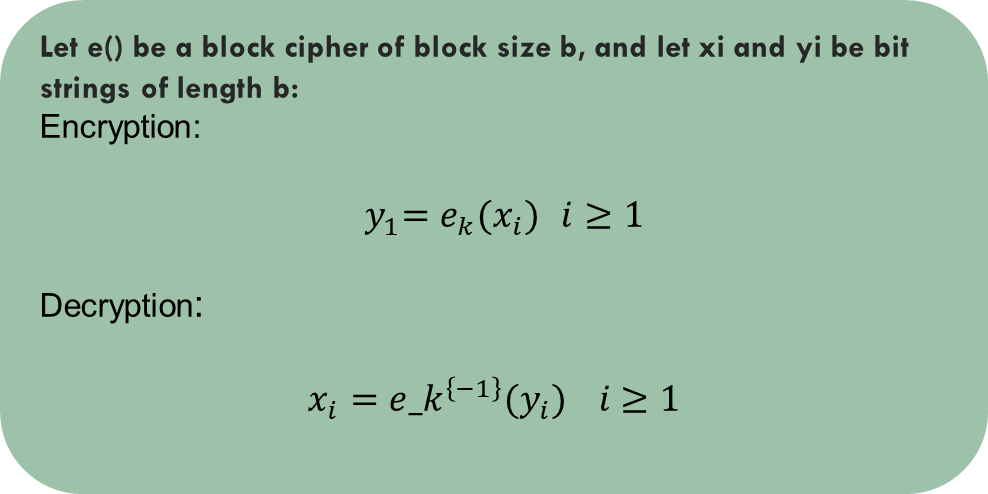 Let e() be a block cipher of block size b, and let xi and yi be bit
strings of length b:
Encryption:
y₁= eₖ(xᵢ) i ≥ 1
Decryption:
xᵢ = e_k^{−1}(yᵢ) i ≥ 1